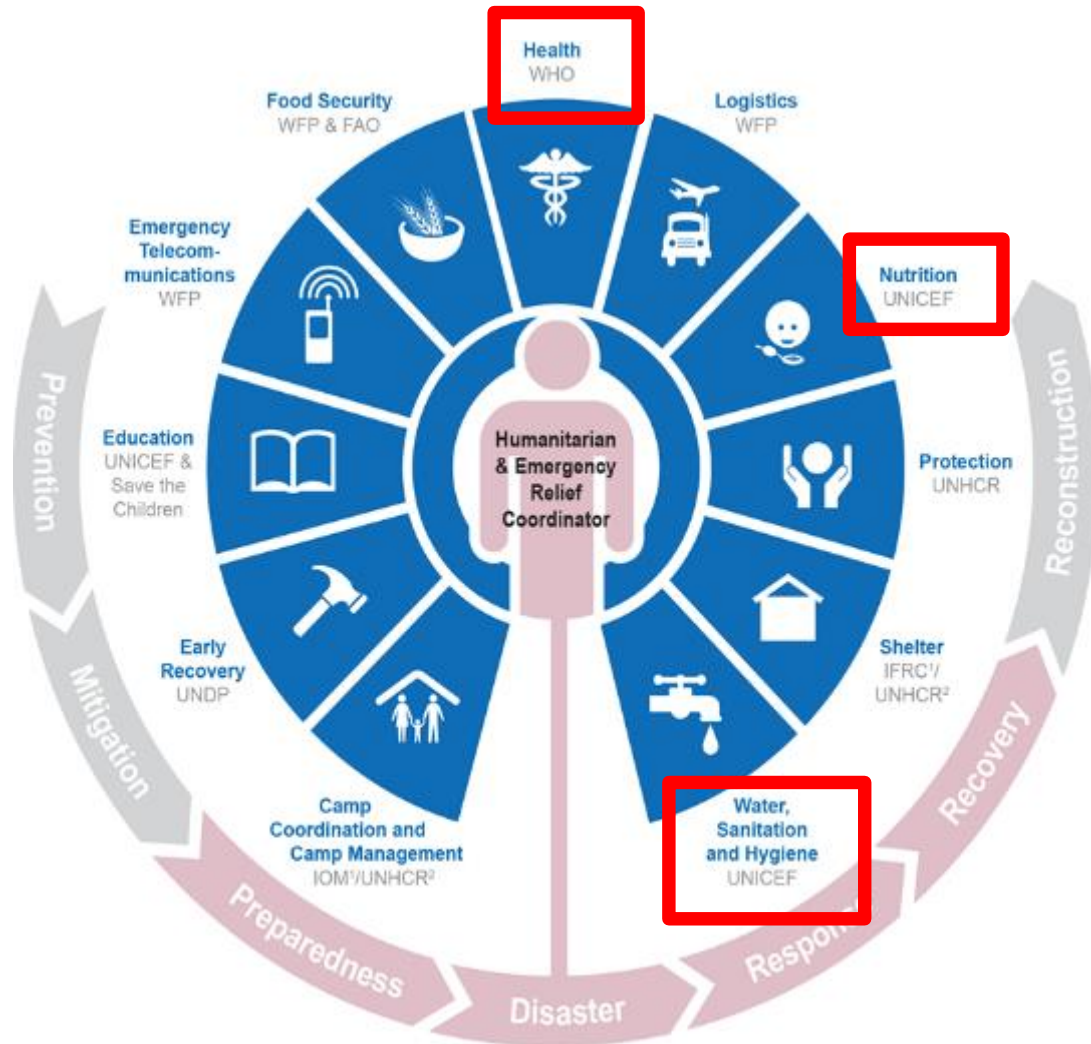 Health
WHO
Logistics
WFP
Nutrition
UNICEF
Protection
UNHCR
Shelter
IFRC¹/
UNHCR²
Water,
Sanitation
and Hygiene
UNICEF
Camp
Coordination and
Camp Management
IOM¹/UNHCR²
Early
Recovery
UNDP
Education
UNICEF &
Save the
Children
Emergency
Telecom-
munications
WFP
Food Security
WFP & FAO
Humanitarian
& Emergency
Relief
Coordinator
Prevention
Mitigation
Preparedness
Disaster
Response
Recovery
Reconstruction